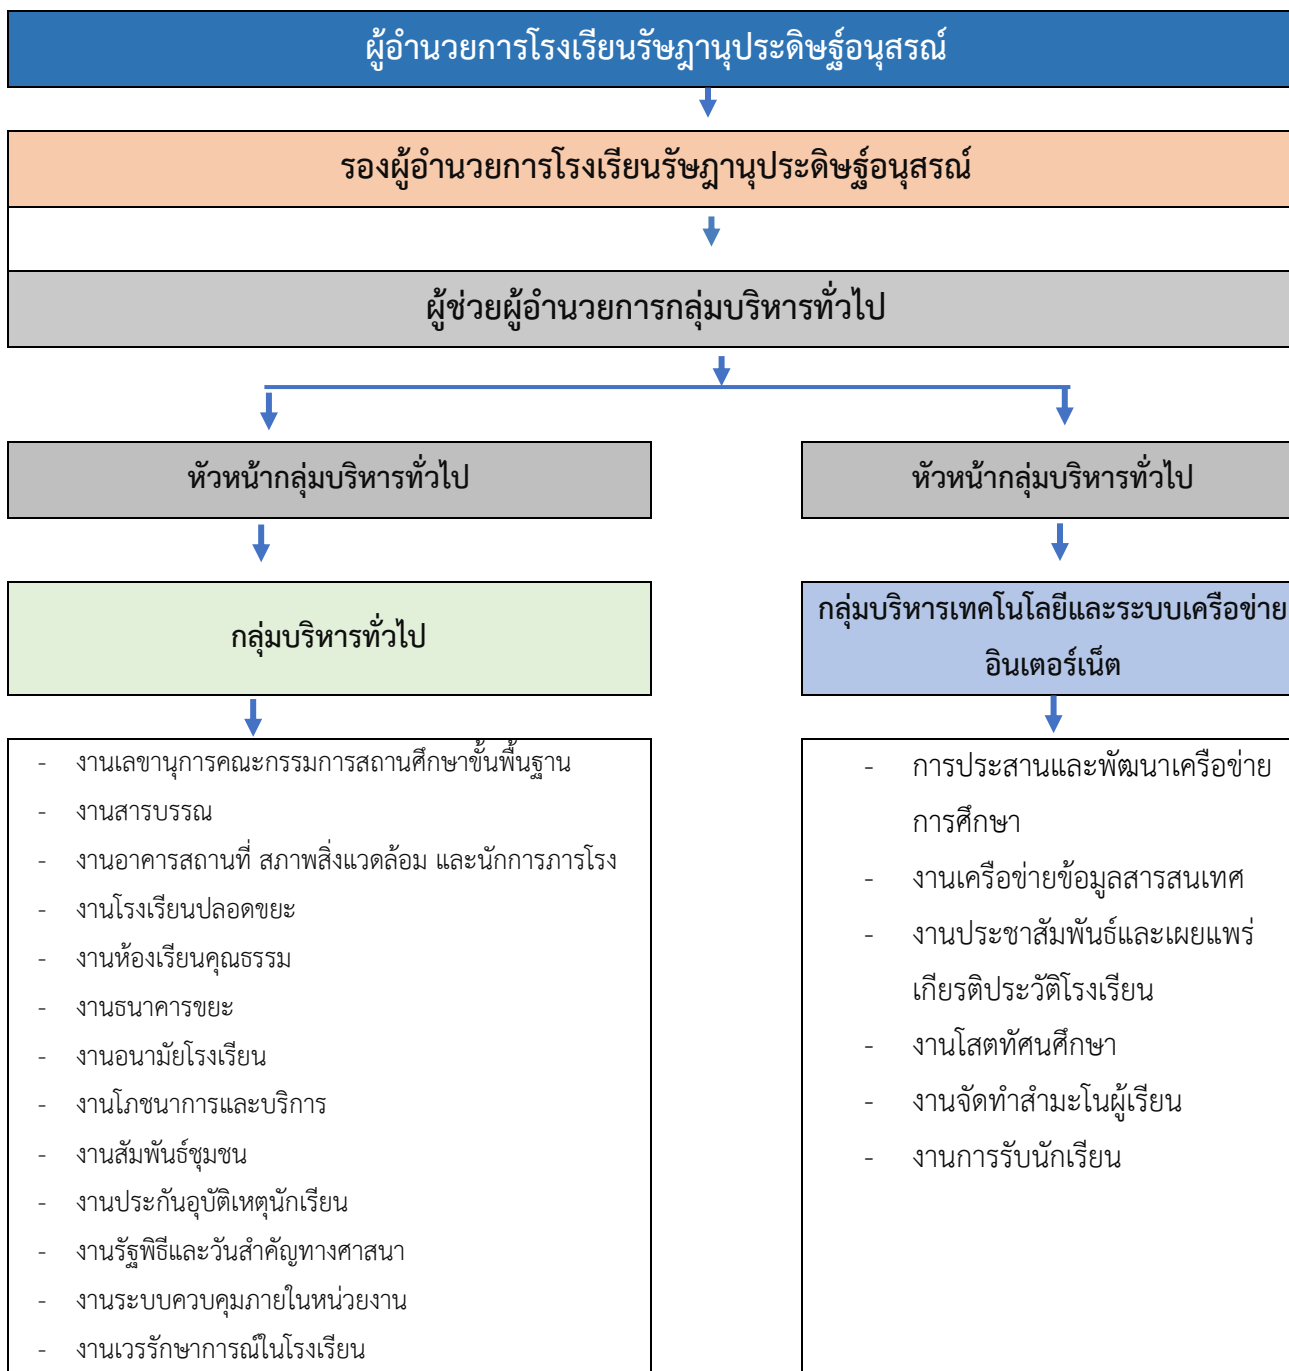 ผู้อำนวยการโรงเรียนรัษฎานุประดิษฐ์อนุสรณ์
รองผู้อำนวยการโรงเรียนรัษฎานุประดิษฐ์อนุสรณ์
ผู้ช่วยผู้อำนวยการกลุ่มบริหารทั่วไป
หัวหน้ากลุ่มบริหารทั่วไป
กลุ่มบริหารทั่วไป
- งานเลขานุการคณะกรรมการสถานศึกษาขั้นพื้นฐาน
- งานสารบรรณ
- งานอาคารสถานที่ สภาพสิ่งแวดล้อม และนักการภารโรง
- งานโรงเรียนปลอดขยะ
- งานห้องเรียนคุณธรรม
- งานธนาคารขยะ
- งานอนามัยโรงเรียน
- งานโภชนาการและบริการ
- งานสัมพันธ์ชุมชน
- งานประกันอุบัติเหตุนักเรียน
- งานรัฐพิธีและวันสำคัญทางศาสนา
- งานระบบควบคุมภายในหน่วยงาน
- งานเวรรักษาการณ์ในโรงเรียน
หัวหน้ากลุ่มบริหารทั่วไป
กลุ่มบริหารเทคโนโลยีและระบบเครือข่าย
อินเตอร์เน็ต
- การประสานและพัฒนาเครือข่าย
การศึกษา
- งานเครือข่ายข้อมูลสารสนเทศ
- งานประชาสัมพันธ์และเผยแพร่
เกียรติประวัติโรงเรียน
- งานโสตทัศนศึกษา
- งานจัดทำสำมะโนผู้เรียน
- งานการรับนักเรียน